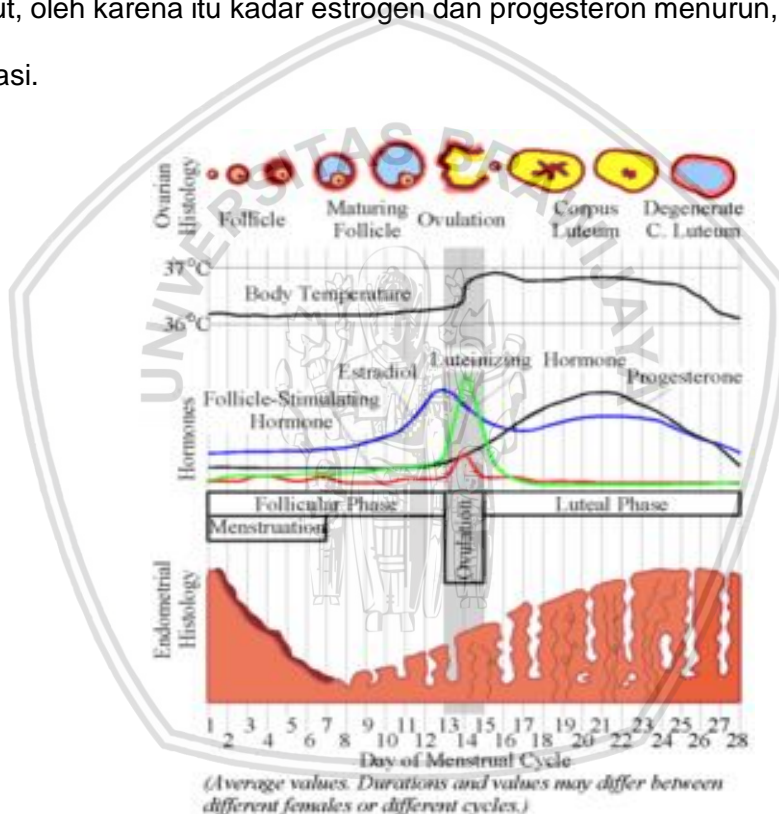 ut, oleh karena itu kadar estrogen dan progesteron menurun,
asi.
UNIVERSITAS BRAWIJAYA
Ovarian
Histology
Follicle
Maturing
Follicle
Ovulation
Corpus
Luteum
Degenerate
C. Luteum
37°C
Body Temperature
36°C
Hormones
Estradiol
Luteinizing Hormone
Progesterone
Follicle-Stimulating
Hormone
Follicular Phase
Ovulation
Luteal Phase
Menstruation
Endometrial
Histology
1 3 5 7 9 11 13 15 17 19 21 23 25 27
2 4 6 8 10 12 14 16 18 20 22 24 26 28
Day of Menstrual Cycle
(Average values. Durations and values may differ between
different females or different cycles.)